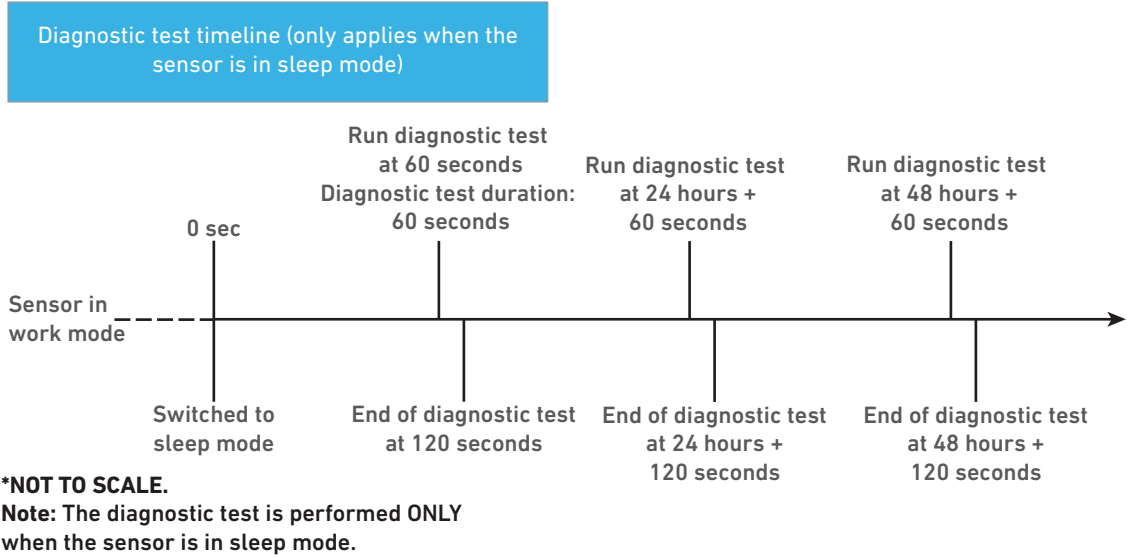 Diagnostic test timeline (only applies when the
sensor is in sleep mode)
Run diagnostic test
at 60 seconds
Diagnostic test duration:
60 seconds
Run diagnostic test
at 24 hours +
60 seconds
Run diagnostic test
at 48 hours +
60 seconds
0 sec
Sensor in
work mode
Switched to
sleep mode
End of diagnostic test
at 120 seconds
End of diagnostic test
at 24 hours +
120 seconds
End of diagnostic test
at 48 hours +
120 seconds
*NOT TO SCALE.
Note: The diagnostic test is performed ONLY
when the sensor is in sleep mode.